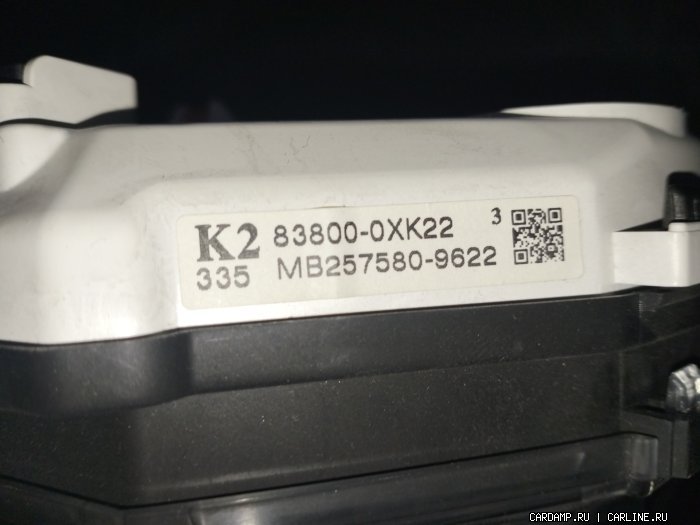 K2 83800-0XK22 3
335 MB257580-9622
CARDAMP.RU | CARLINE.RU